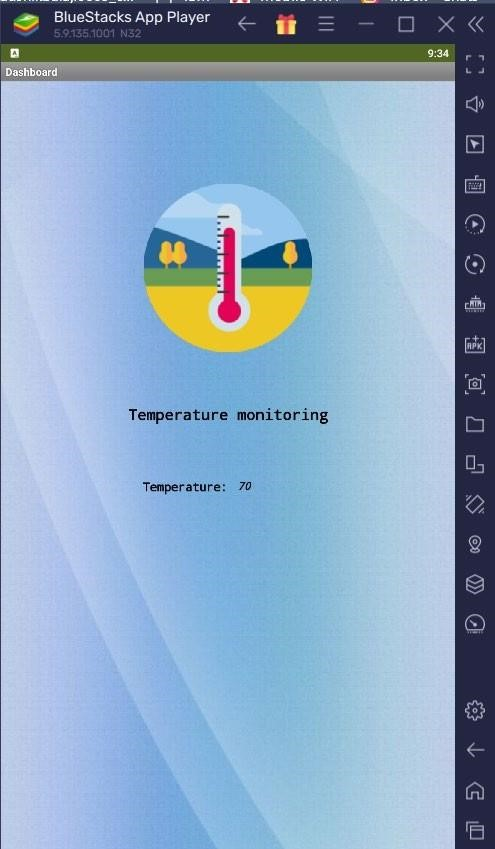 BlueStacks App Player
5.9.135.1001 N32
9:34
Dashboard
Temperature monitoring
Temperature: 70